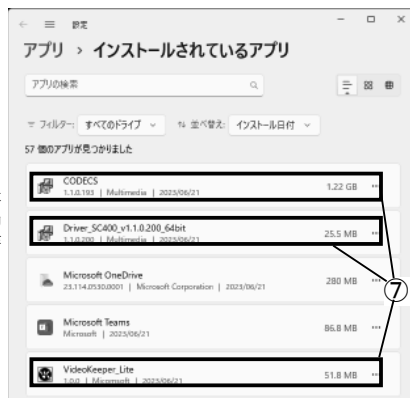 設定
アプリ › インストールされているアプリ
アプリの検索
フィルター: すべてのドライブ 並べ替え: インストール日付
57 個のアプリが見つかりました
CODECS
1.1.0.193 | Multimedia | 2023/06/21
1.22 GB
Driver_SC400_v1.1.0.200_64bit
1.1.0.200 | Multimedia | 2023/06/21
25.5 MB
Microsoft OneDrive
23.114.0530.0001 | Microsoft Corporation | 2023/06/21
280 MB
⑦
Microsoft Teams
Microsoft | 2023/06/21
86.8 MB
VideoKeeper_Lite
1.0.0 | Micomsoft | 2023/06/21
51.8 MB